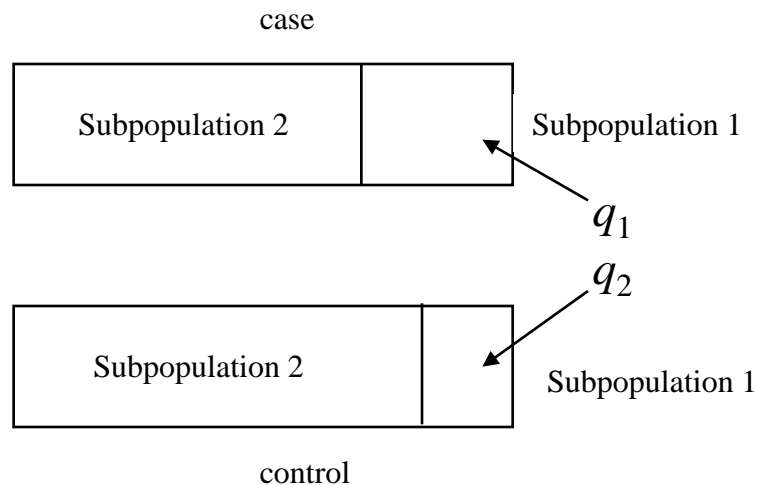 case
Subpopulation 2
Subpopulation 1
q₁
q₂
Subpopulation 2
Subpopulation 1
control